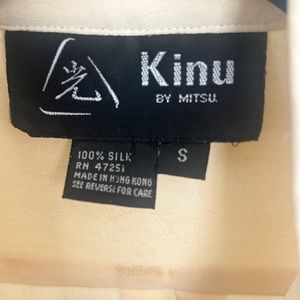 光 Kinu
BY MITSU.
100% SILK
RN 47251
MADE IN HONG KONG
SEE REVERSE FOR CARE
S